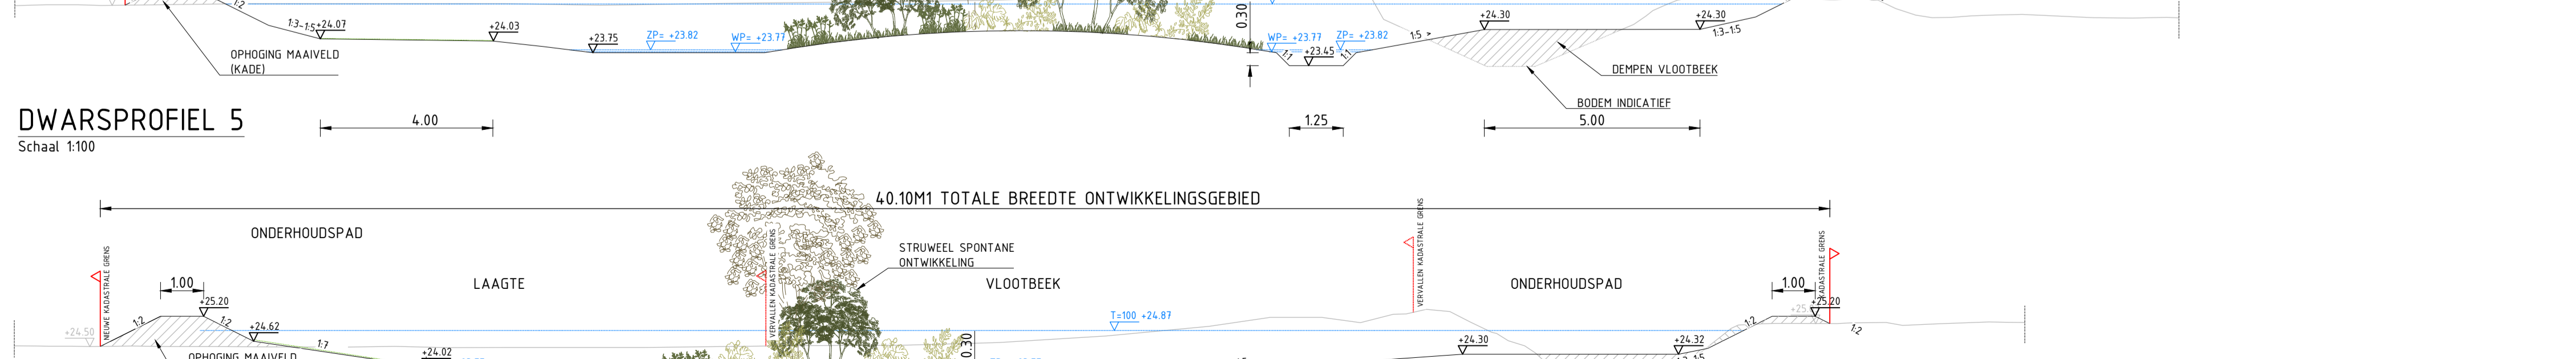 1:2
1:3-1:5
+24.07
+24.03
+23.75
ZP= +23.82
WP= +23.77
0.30
WP= +23.77
ZP= +23.82
1:1
+23.45
1:1
1:5
+24.30
+24.30
1:3-1:5
OPHOGING MAAIVELD
(KADE)
DEMPEN VLOOTBEEK
BODEM INDICATIEF
DWARSPROFIEL 5
Schaal 1:100
4.00
1.25
5.00
40.10M1 TOTALE BREEDTE ONTWIKKELINGSGEBIED
ONDERHOUDSPAD
STRUWEEL SPONTANE
ONTWIKKELING
LAAGTE
VLOOTBEEK
ONDERHOUDSPAD
NIEUWE KADASTRALE GRENS
VERVALLEN KADASTRALE GRENS
VERVALLEN KADASTRALE GRENS
KADASTRALE GRENS
1.00
1.00
+25.20
+25.20
+24.50
1:2
1:2
+24.62
1:7
+24.02
OPHOGING MAAIVELD
T=100 +24.87
0.30
+24.30
+24.32
1:2
1:2